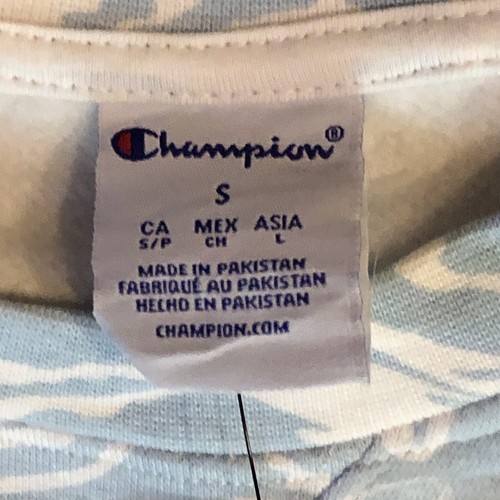 Champion®
S
CA MEX ASIA
S/P CH L
MADE IN PAKISTAN
FABRIQUÉ AU PAKISTAN
HECHO EN PAKISTAN
CHAMPION.COM